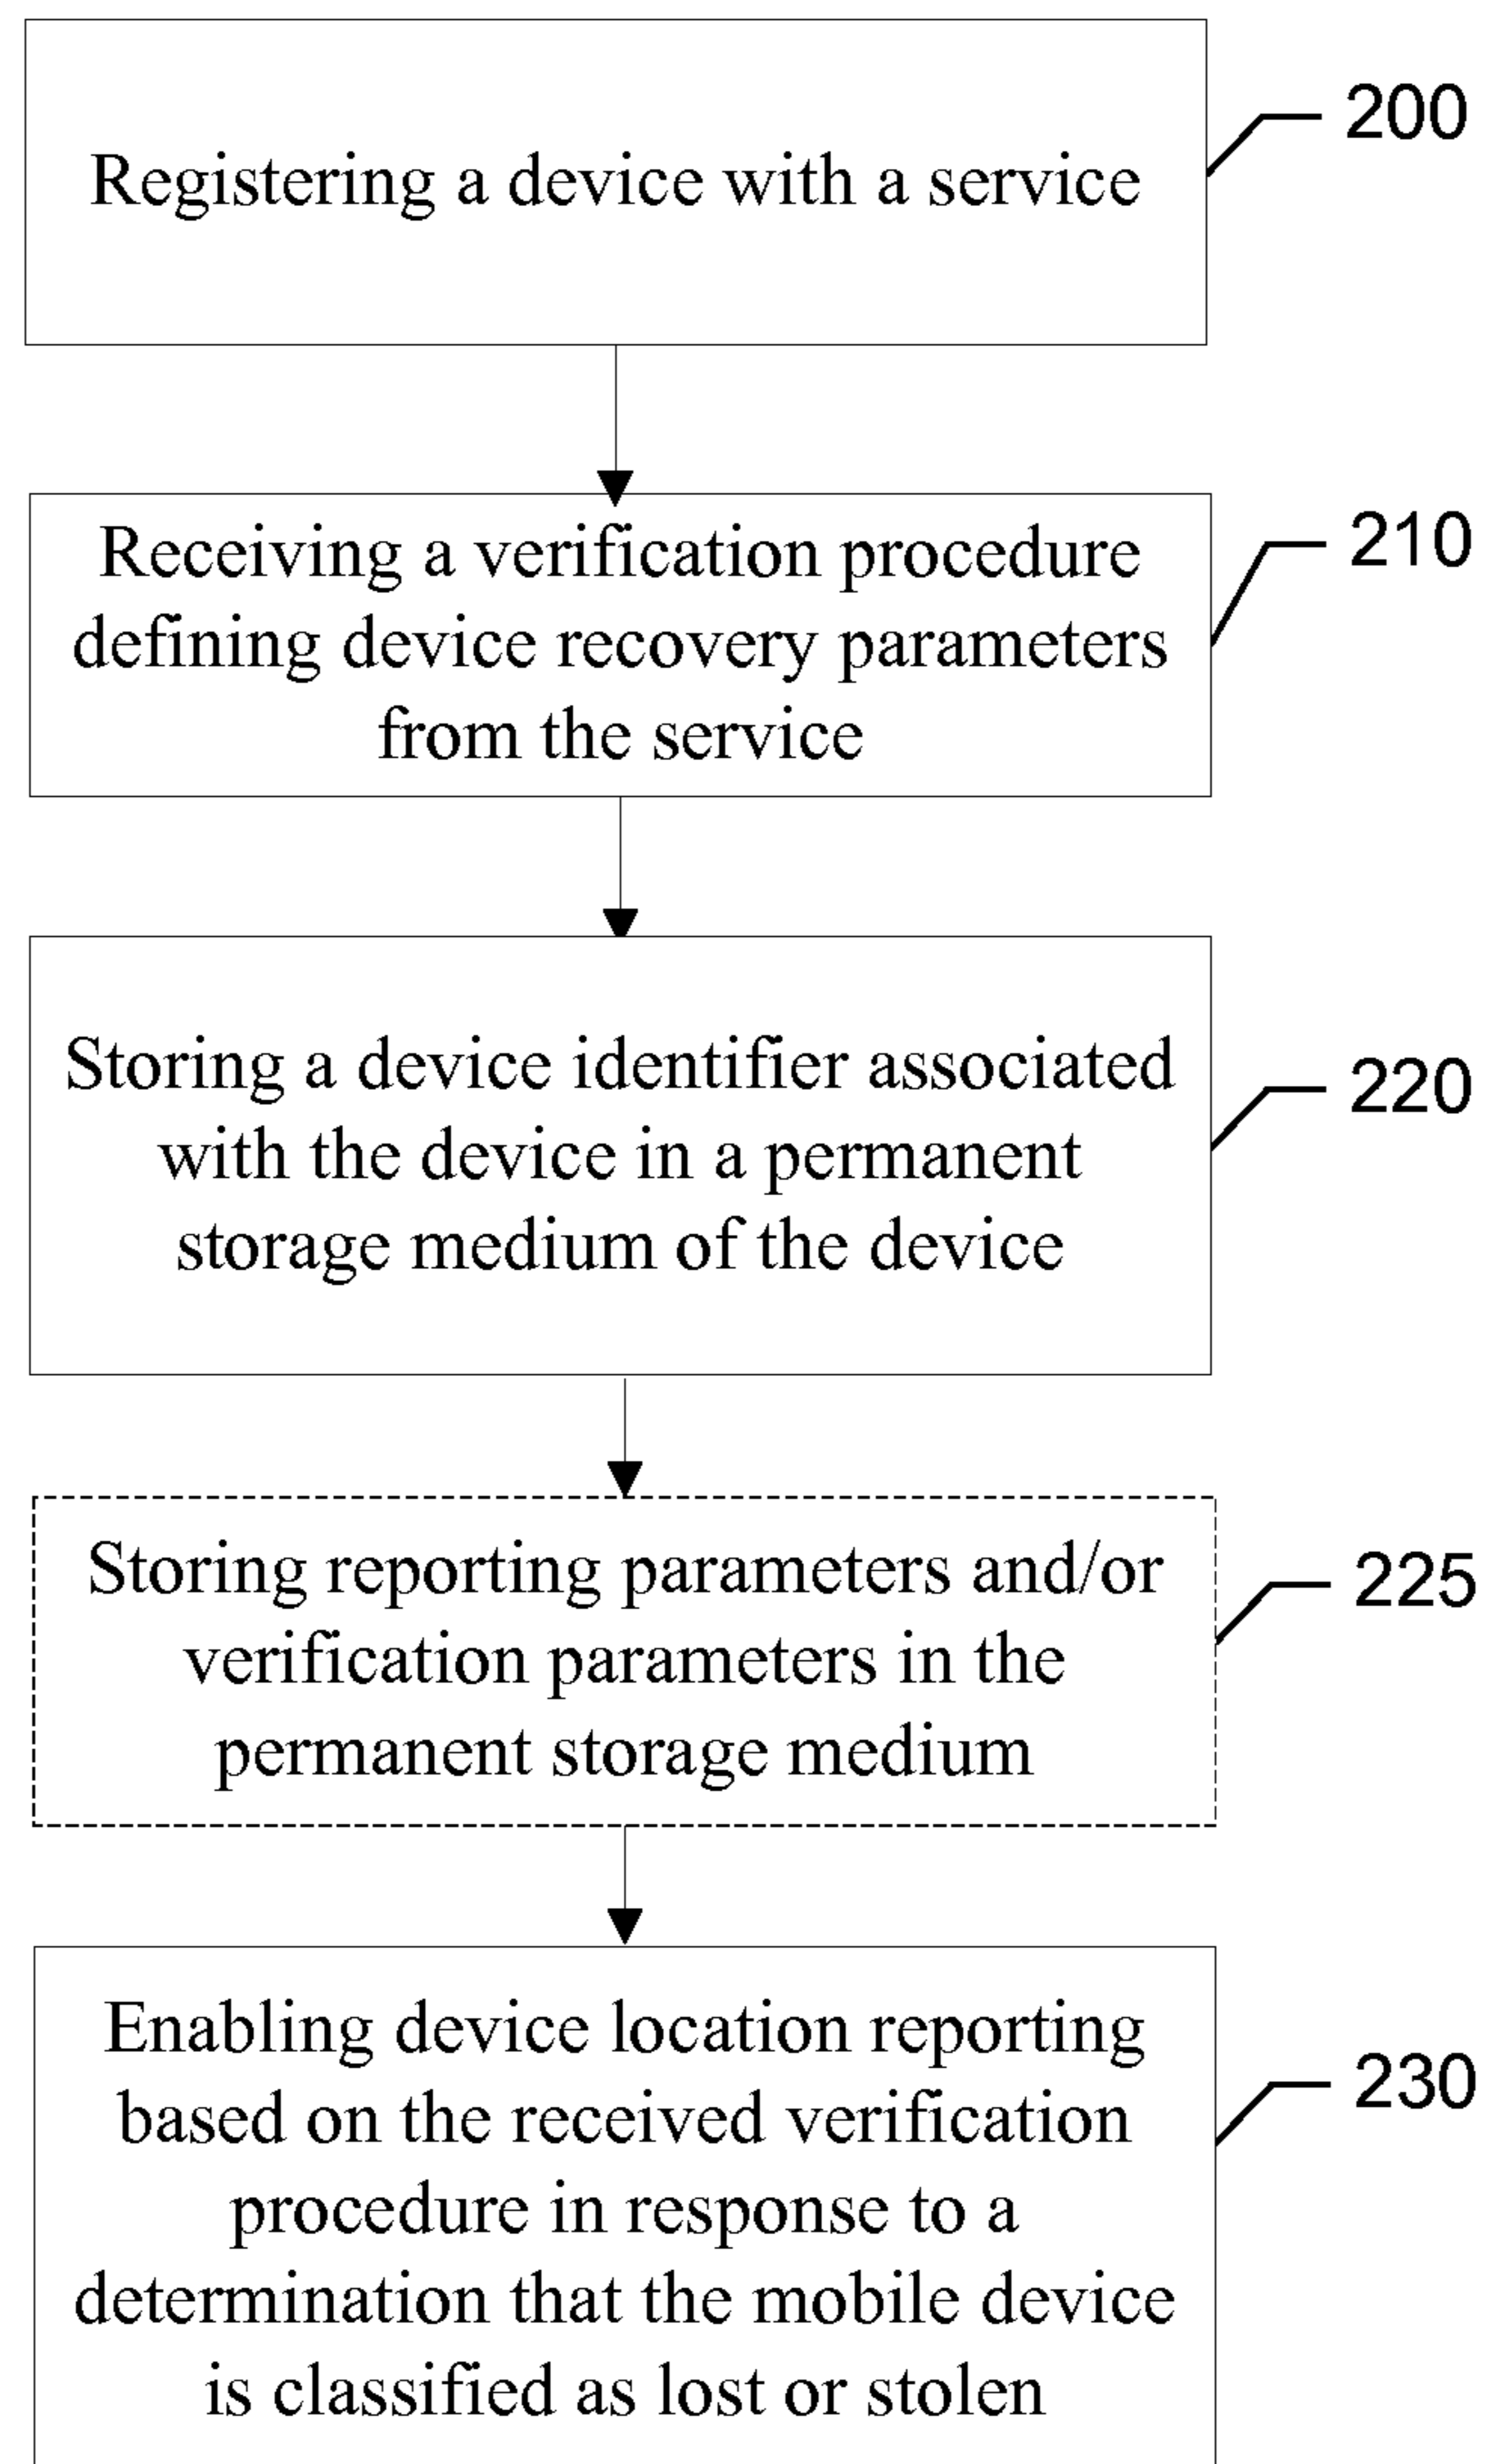 Registering a device with a service
200
Receiving a verification procedure
defining device recovery parameters
from the service
210
Storing a device identifier associated
with the device in a permanent
storage medium of the device
220
Storing reporting parameters and/or
verification parameters in the
permanent storage medium
225
Enabling device location reporting
based on the received verification
procedure in response to a
determination that the mobile device
is classified as lost or stolen
230